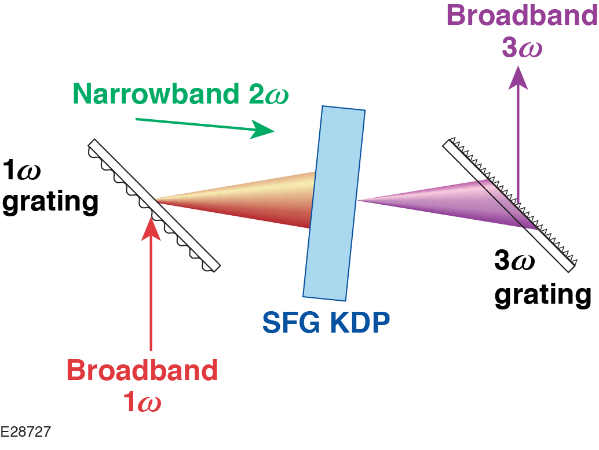 Broadband
3ω
Narrowband 2ω
1ω
grating
3ω
grating
SFG KDP
Broadband
1ω
E28727